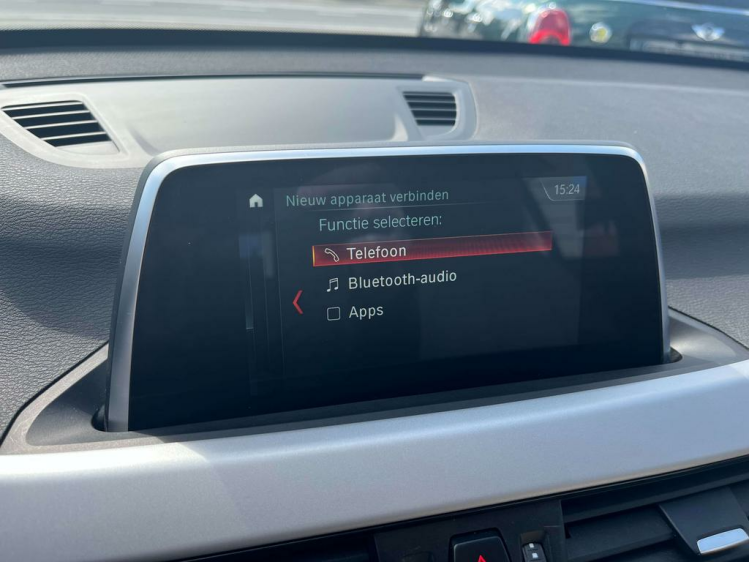 Nieuw apparaat verbinden
15:24
Functie selecteren:
Telefoon
Bluetooth-audio
Apps